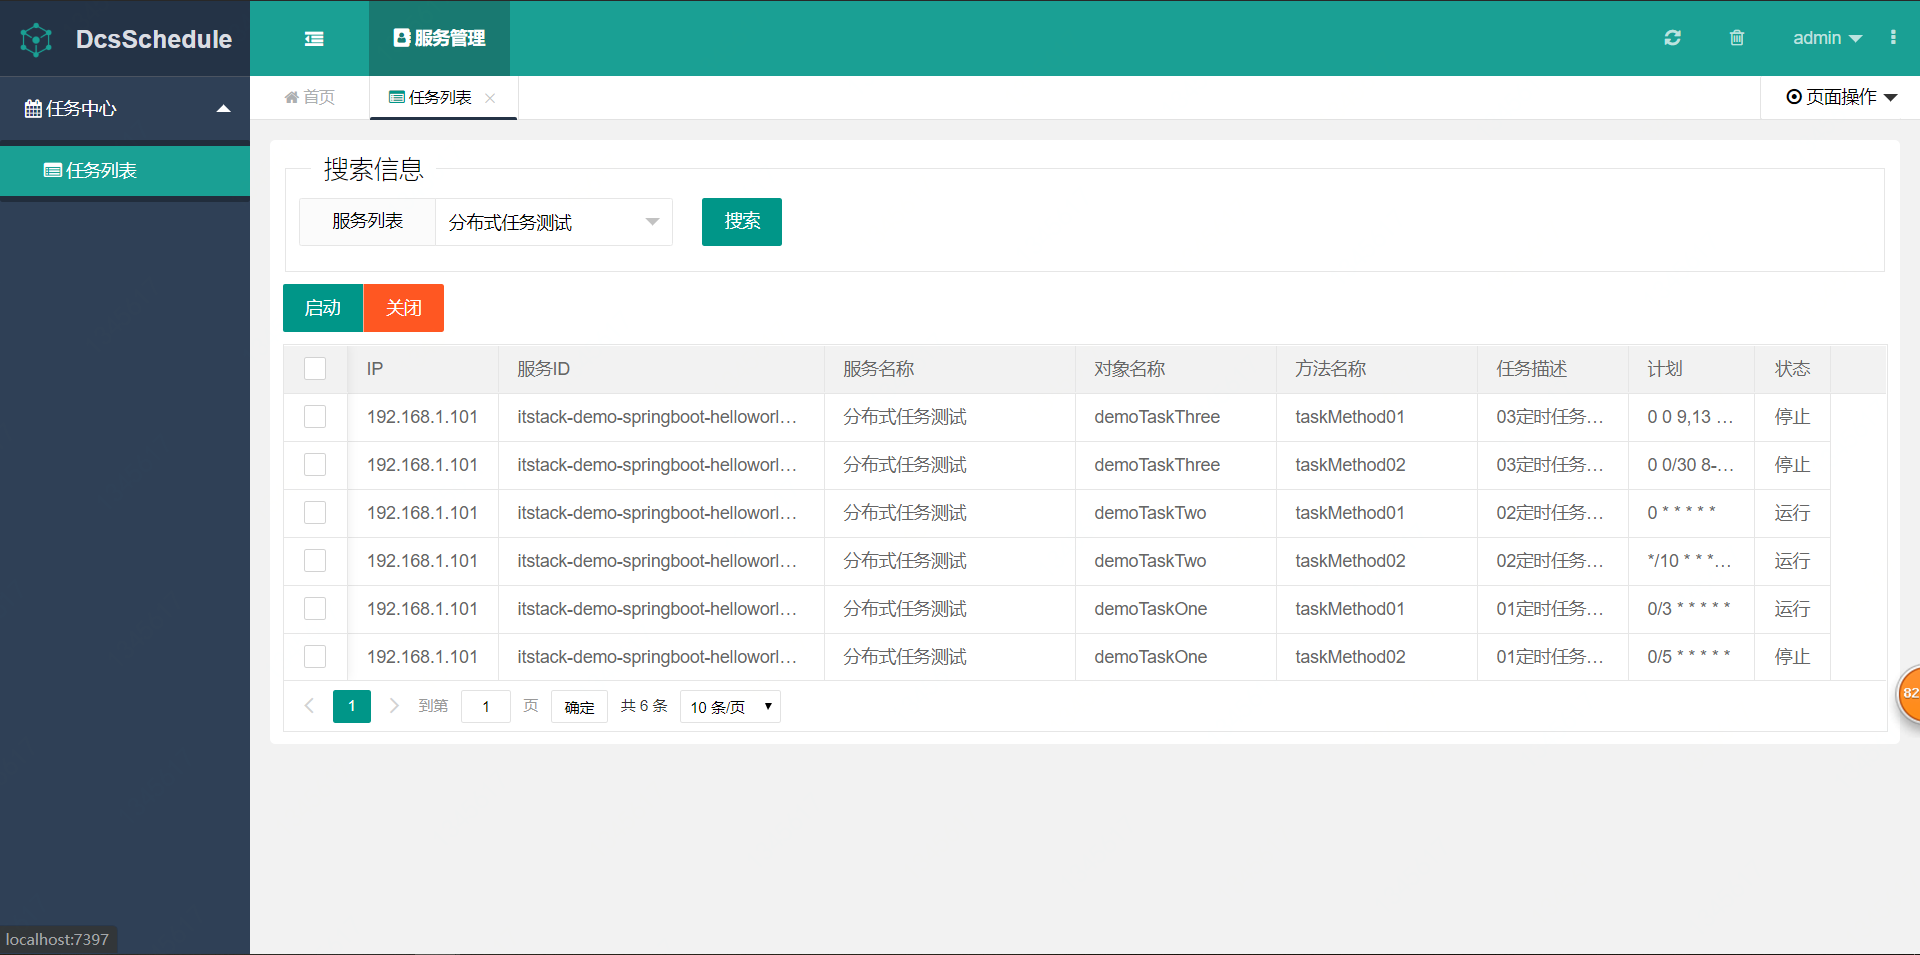 DcsSchedule
服务管理
admin
任务中心
任务列表
首页
任务列表
页面操作
搜索信息
服务列表
分布式任务测试
搜索
启动
关闭
IP 服务ID 服务名称 对象名称 方法名称 任务描述 计划 状态
192.168.1.101 itstack-demo-springboot-helloworl... 分布式任务测试 demoTaskThree taskMethod01 03定时任务... 0 0 9,13 ... 停止
192.168.1.101 itstack-demo-springboot-helloworl... 分布式任务测试 demoTaskThree taskMethod02 03定时任务... 0 0/30 8-... 停止
192.168.1.101 itstack-demo-springboot-helloworl... 分布式任务测试 demoTaskTwo taskMethod01 02定时任务... 0 * * * * * 运行
192.168.1.101 itstack-demo-springboot-helloworl... 分布式任务测试 demoTaskTwo taskMethod02 02定时任务... */10 * * *... 运行
192.168.1.101 itstack-demo-springboot-helloworl... 分布式任务测试 demoTaskOne taskMethod01 01定时任务... 0/3 * * * * * 运行
192.168.1.101 itstack-demo-springboot-helloworl... 分布式任务测试 demoTaskOne taskMethod02 01定时任务... 0/5 * * * * * 停止
1 到第 1 页 确定 共 6 条 10 条/页
82
localhost:7397